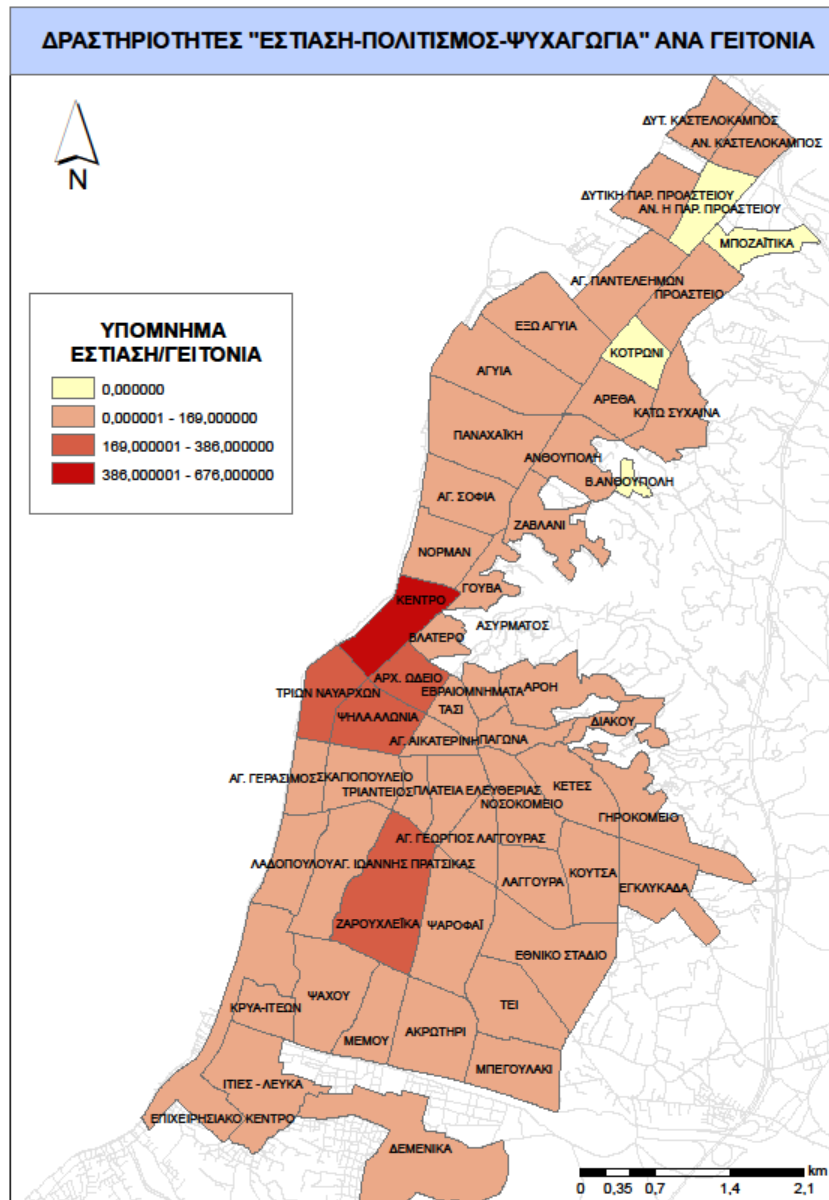 ΔΡΑΣΤΗΡΙΟΤΗΤΕΣ "ΕΣΤΙΑΣΗ-ΠΟΛΙΤΙΣΜΟΣ-ΨΥΧΑΓΩΓΙΑ" ΑΝΑ ΓΕΙΤΟΝΙΑ
N
ΔΥΤ. ΚΑΣΤΕΛΟΚΑΜΠΟΣ
ΑΝ. ΚΑΣΤΕΛΟΚΑΜΠΟΣ
ΔΥΤΙΚΗ ΠΑΡ. ΠΡΟΑΣΤΕΙΟΥ
ΑΝ. Η ΠΑΡ. ΠΡΟΑΣΤΕΙΟΥ
ΜΠΟΖΑΪΤΙΚΑ
ΑΓ. ΠΑΝΤΕΛΕΗΜΩΝ
ΠΡΟΑΣΤΕΙΟ
ΥΠΟΜΝΗΜΑ
ΕΣΤΙΑΣΗ/ΓΕΙΤΟΝΙΑ
0,000000
0,000001 - 169,000000
169,000001 - 386,000000
386,000001 - 676,000000
ΕΞΩ ΑΓΥΙΑ
ΚΟΤΡΩΝΙ
ΑΓΥΙΑ
ΑΡΕΘΑ
ΚΑΤΩ ΣΥΧΑΙΝΑ
ΠΑΝΑΧΑΪΚΗ
ΑΝΘΟΥΠΟΛΗ
Β.ΑΝΘΟΥΠΟΛΗ
ΑΓ. ΣΟΦΙΑ
ΖΑΒΛΑΝΙ
ΝΟΡΜΑΝ
ΓΟΥΒΑ
ΚΕΝΤΡΟ
ΑΣΥΡΜΑΤΟΣ
ΒΛΑΤΕΡΟ
ΑΡΧ. ΩΔΕΙΟ
ΕΒΡΑΙΟΜΝΗΜΑΤΑ
ΑΡΟΗ
ΤΡΙΩΝ ΝΑΥΑΡΧΩΝ
ΤΑΣΙ
ΨΗΛΑ ΑΛΩΝΙΑ
ΔΙΑΚΟΥ
ΑΓ. ΑΙΚΑΤΕΡΙΝΗ
ΠΑΓΩΝΑ
ΑΓ. ΓΕΡΑΣΙΜΟΣ
ΣΚΑΓΙΟΠΟΥΛΕΙΟ
ΤΡΙΑΝΤΕΙΟΣ
ΠΛΑΤΕΙΑ ΕΛΕΥΘΕΡΙΑΣ
ΚΕΤΕΣ
ΝΟΣΟΚΟΜΕΙΟ
ΓΗΡΟΚΟΜΕΙΟ
ΑΓ. ΓΕΩΡΓΙΟΣ ΛΑΓΓΟΥΡΑΣ
ΛΑΔΟΠΟΥΛΟΥ
ΑΓ. ΙΩΑΝΝΗΣ ΠΡΑΤΣΙΚΑΣ
ΚΟΥΤΣΑ
ΛΑΓΓΟΥΡΑ
ΕΓΚΛΥΚΑΔΑ
ΖΑΡΟΥΧΛΕΪΚΑ
ΨΑΡΟΦΑΪ
ΕΘΝΙΚΟ ΣΤΑΔΙΟ
ΨΑΧΟΥ
ΚΡΥΑ-ΙΤΕΩΝ
ΤΕΙ
ΑΚΡΩΤΗΡΙ
ΜΕΜΟΥ
ΜΠΕΓΟΥΛΑΚΙ
ΙΤΙΕΣ - ΛΕΥΚΑ
ΕΠΙΧΕΙΡΗΣΙΑΚΟ ΚΕΝΤΡΟ
ΔΕΜΕΝΙΚΑ
km
0 0,35 0,7 1,4 2,1